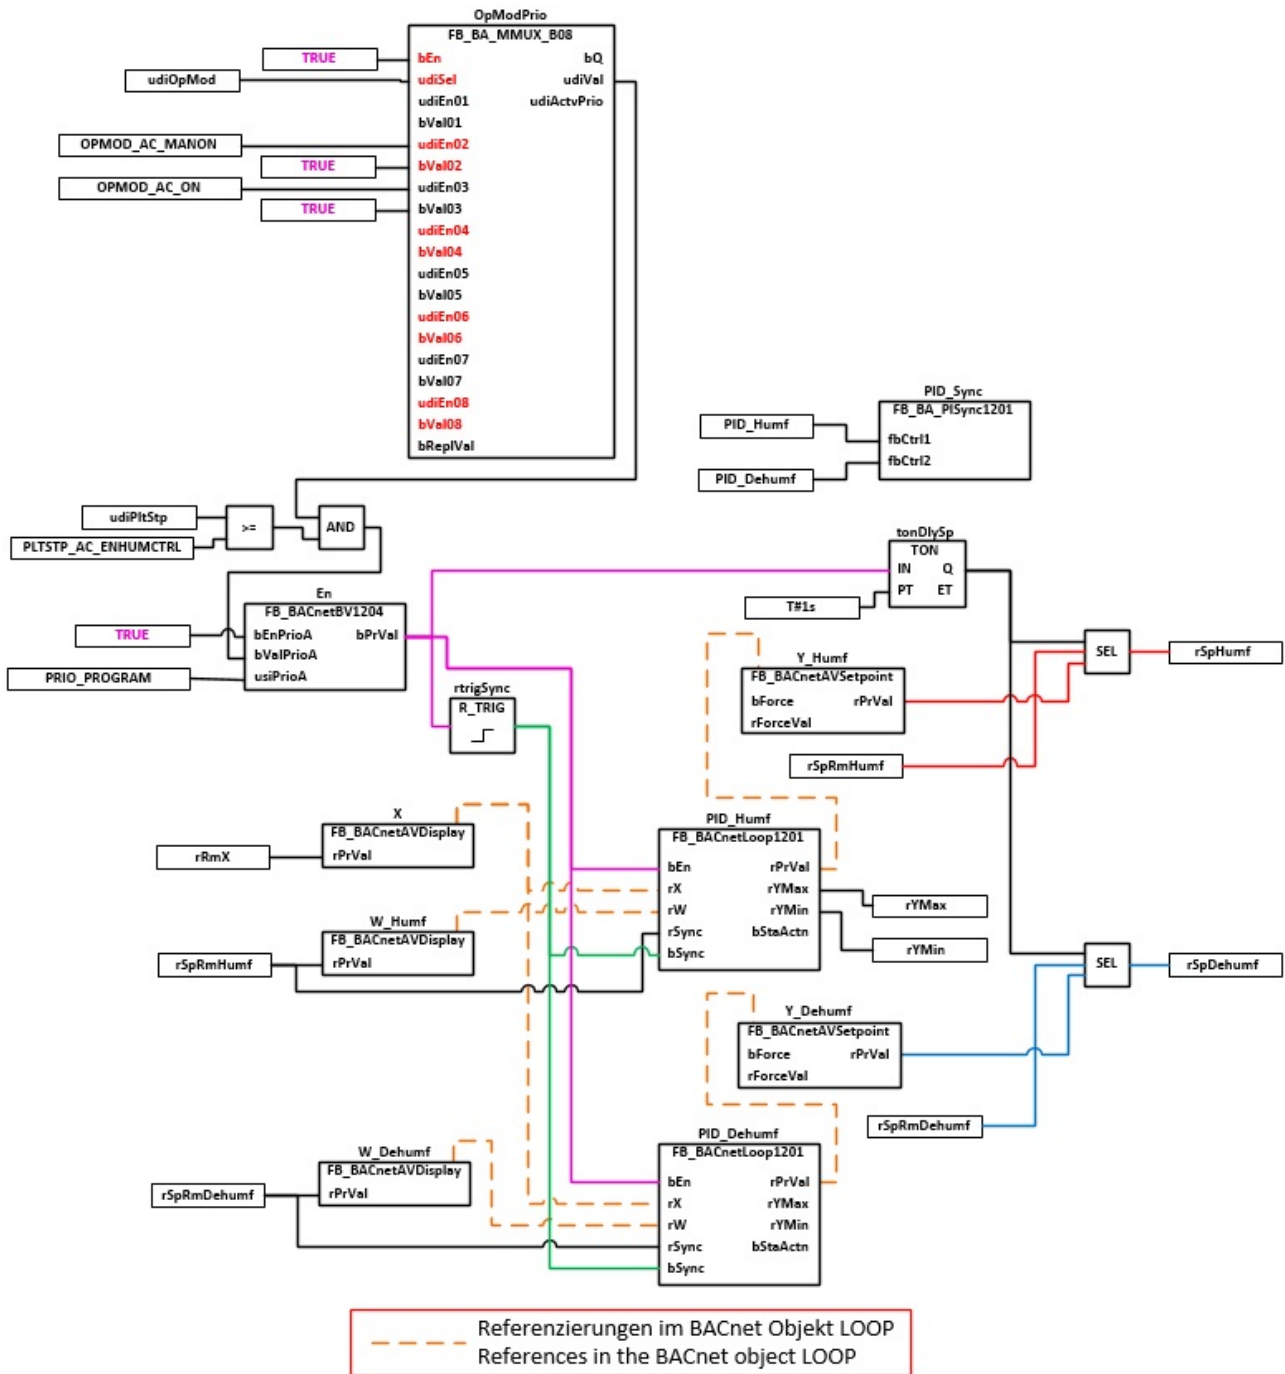 OpModPrio
FB_BA_MMUX_B08
TRUE
bEn
bQ
udiOpMod
udiSel
udiVal
udiEn01
udiActvPrio
bVal01
OPMOD_AC_MANON
udiEn02
TRUE
bVal02
OPMOD_AC_ON
udiEn03
TRUE
bVal03
udiEn04
bVal04
udiEn05
bVal05
udiEn06
bVal06
udiEn07
bVal07
udiEn08
bVal08
bReplVal
PID_Sync
FB_BA_PISync1201
PID_Humf
fbCtrl1
fbCtrl2
PID_Dehumf
udiPltStp
>=
AND
PLTSTP_AC_ENHUMCTRL
tonDlySp
TON
IN
Q
PT
ET
T#1s
En
FB_BACnetBV1204
TRUE
bEnPrioA
bPrVal
bValPrioA
PRIO_PROGRAM
usiPrioA
rtrigSync
R_TRIG
Y_Humf
FB_BACnetAVSetpoint
bForce
rPrVal
rForceVal
SEL
rSpHumf
rSpRmHumf
X
FB_BACnetAVDisplay
rRmX
rPrVal
PID_Humf
FB_BACnetLoop1201
bEn
rPrVal
rX
rYMax
rW
rYMin
rSync
bStaActn
bSync
rYMax
rYMin
W_Humf
FB_BACnetAVDisplay
rSpRmHumf
rPrVal
SEL
rSpDehumf
Y_Dehumf
FB_BACnetAVSetpoint
bForce
rPrVal
rForceVal
rSpRmDehumf
W_Dehumf
FB_BACnetAVDisplay
rSpRmDehumf
rPrVal
PID_Dehumf
FB_BACnetLoop1201
bEn
rPrVal
rX
rYMax
rW
rYMin
rSync
bStaActn
bSync
Referenzierungen im BACnet Objekt LOOP
References in the BACnet object LOOP